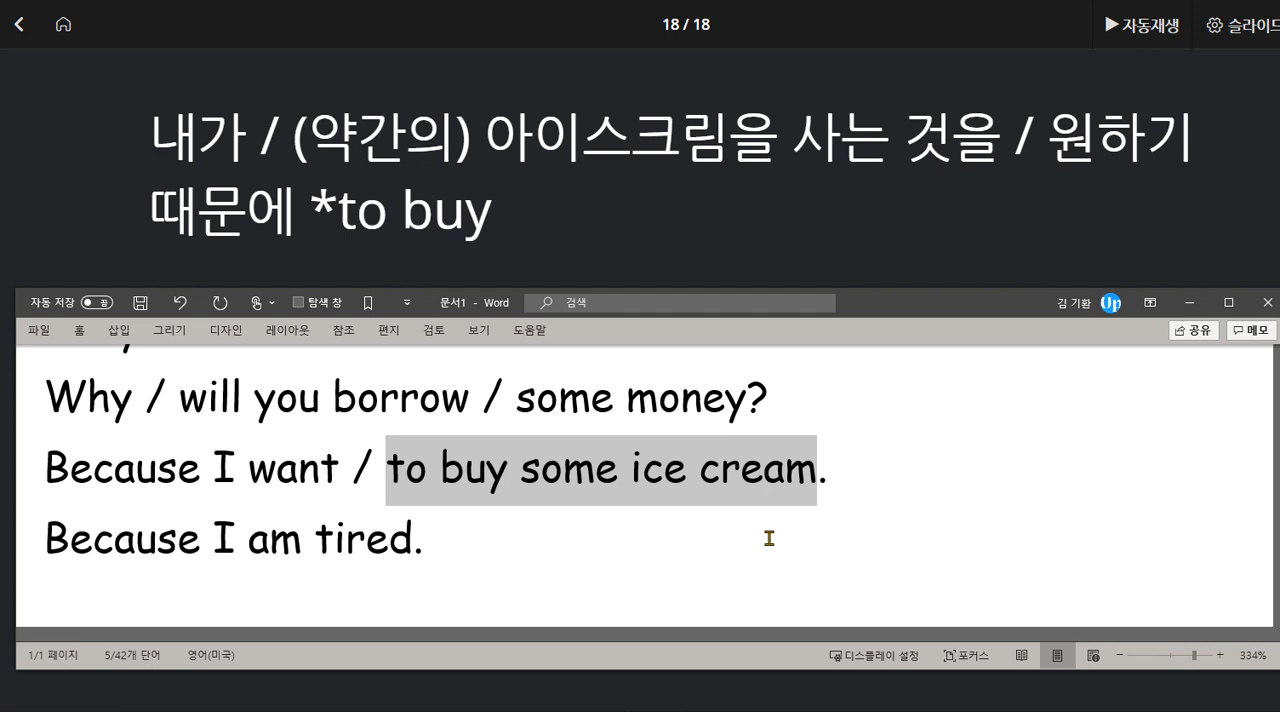 18 / 18
자동재생
슬라이드
내가 / (약간의) 아이스크림을 사는 것을 / 원하기
때문에 *to buy
자동 저장 끔 탐색 창 문서1 - Word 검색 김 기환 Up
파일 홈 삽입 그리기 디자인 레이아웃 참조 편지 검토 보기 도움말 공유 메모
Why / will you borrow / some money?
Because I want / to buy some ice cream.
Because I am tired.
1/1 페이지 5/42개 단어 영어(미국) 디스플레이 설정 포커스 334%